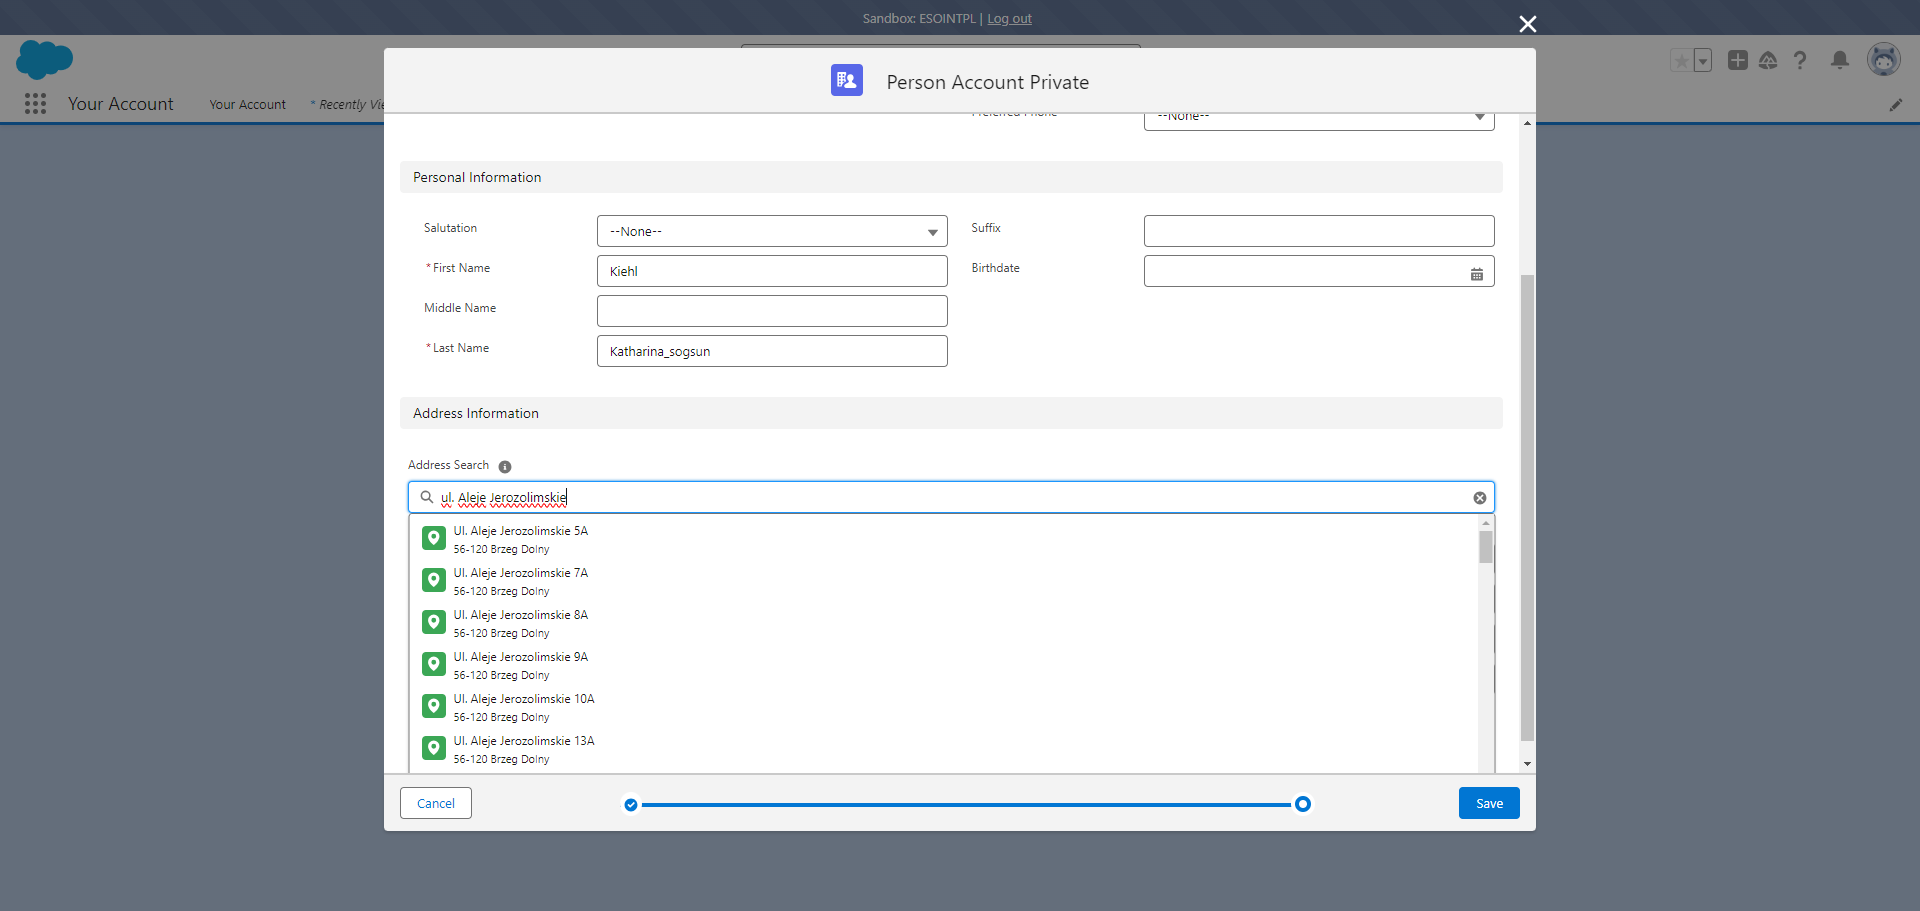 Sandbox: ESOINTPL | Log out
Your Account
Your Account
* Recently Vie
Person Account Private
Preferred Phone
--None--
Personal Information
Salutation
--None--
Suffix
*First Name
Kiehl
Birthdate
Middle Name
*Last Name
Katharina_sogsun
Address Information
Address Search
ul. Aleje Jerozolimskie
Ul. Aleje Jerozolimskie 5A
56-120 Brzeg Dolny
Ul. Aleje Jerozolimskie 7A
56-120 Brzeg Dolny
Ul. Aleje Jerozolimskie 8A
56-120 Brzeg Dolny
Ul. Aleje Jerozolimskie 9A
56-120 Brzeg Dolny
Ul. Aleje Jerozolimskie 10A
56-120 Brzeg Dolny
Ul. Aleje Jerozolimskie 13A
56-120 Brzeg Dolny
Cancel
Save